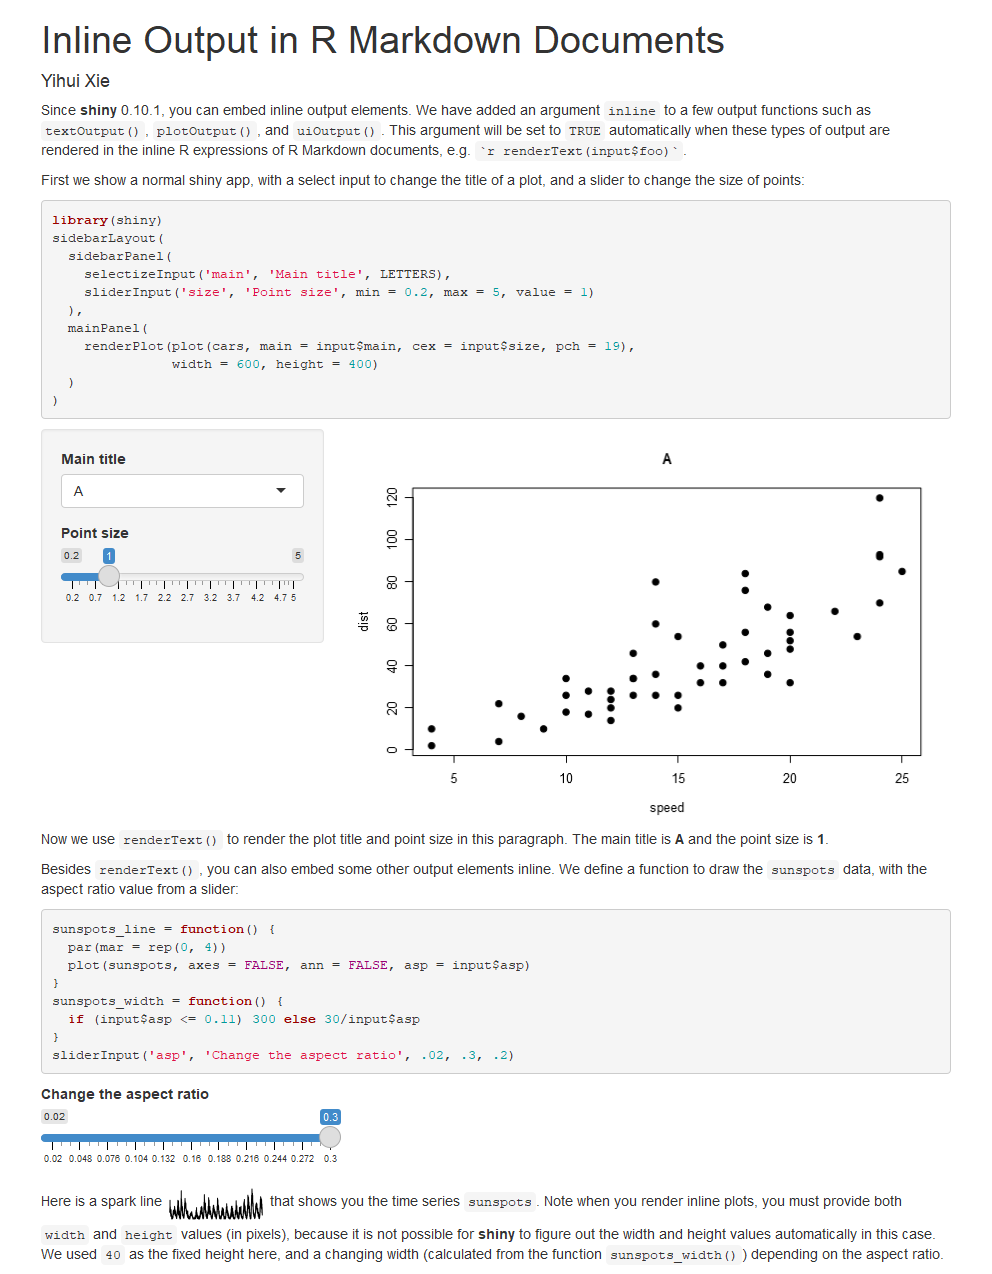 Inline Output in R Markdown Documents
Yihui Xie
Since shiny 0.10.1, you can embed inline output elements. We have added an argument inline to a few output functions such as
textOutput(), plotOutput(), and uiOutput(). This argument will be set to TRUE automatically when these types of output are
rendered in the inline R expressions of R Markdown documents, e.g. `r renderText(input$foo)`.
First we show a normal shiny app, with a select input to change the title of a plot, and a slider to change the size of points:
library(shiny)
sidebarLayout(
  sidebarPanel(
    selectizeInput('main', 'Main title', LETTERS),
    sliderInput('size', 'Point size', min = 0.2, max = 5, value = 1)
  ),
  mainPanel(
    renderPlot(plot(cars, main = input$main, cex = input$size, pch = 19),
               width = 600, height = 400)
  )
)
Main title
A
Point size
0.2 1 5
0.2 0.7 1.2 1.7 2.2 2.7 3.2 3.7 4.2 4.7 5
A
120
100
80
60
40
20
0
dist
5 10 15 20 25
speed
Now we use renderText() to render the plot title and point size in this paragraph. The main title is A and the point size is 1.
Besides renderText(), you can also embed some other output elements inline. We define a function to draw the sunspots data, with the
aspect ratio value from a slider:
sunspots_line = function() {
  par(mar = rep(0, 4))
  plot(sunspots, axes = FALSE, ann = FALSE, asp = input$asp)
}
sunspots_width = function() {
  if (input$asp <= 0.11) 300 else 30/input$asp
}
sliderInput('asp', 'Change the aspect ratio', .02, .3, .2)
Change the aspect ratio
0.02 0.3
0.02 0.048 0.076 0.104 0.132 0.16 0.188 0.216 0.244 0.272 0.3
Here is a spark line that shows you the time series sunspots. Note when you render inline plots, you must provide both
width and height values (in pixels), because it is not possible for shiny to figure out the width and height values automatically in this case.
We used 40 as the fixed height here, and a changing width (calculated from the function sunspots_width()) depending on the aspect ratio.